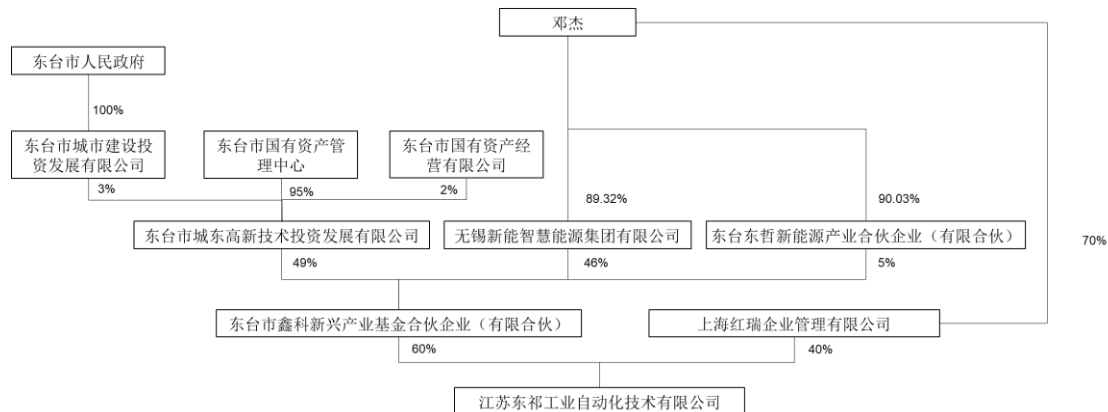 邓杰
东台市人民政府
100%
东台市城市建设投
资发展有限公司
东台市国有资产管
理中心
东台市国有资产经
营有限公司
3%
95%
2%
89.32%
90.03%
东台市城东高新技术投资发展有限公司
无锡新能智慧能源集团有限公司
东台东哲新能源产业合伙企业（有限合伙）
70%
49%
46%
5%
东台市鑫科新兴产业基金合伙企业（有限合伙）
上海红瑞企业管理有限公司
60%
40%
江苏东祁工业自动化技术有限公司